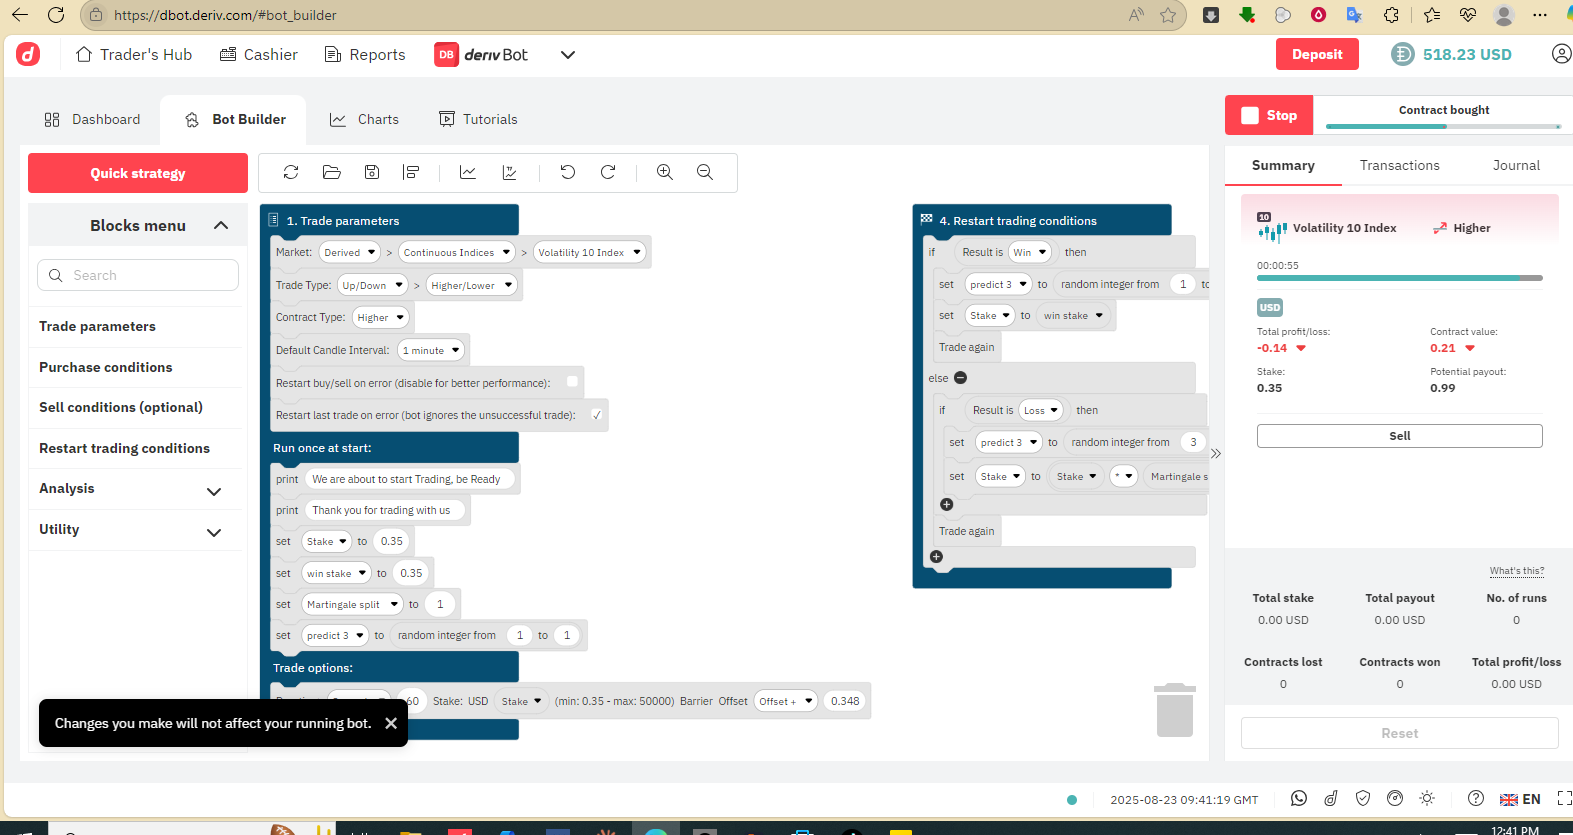 https://dbot.deriv.com/#bot_builder
Trader's Hub
Cashier
Reports
DB
deriv Bot
Deposit
518.23 USD
Dashboard
Bot Builder
Charts
Tutorials
Stop
Contract bought
Quick strategy
Summary
Transactions
Journal
Blocks menu
Search
Trade parameters
Purchase conditions
Sell conditions (optional)
Restart trading conditions
Analysis
Utility
1. Trade parameters
Market: Derived > Continuous Indices > Volatility 10 Index
Trade Type: Up/Down > Higher/Lower
Contract Type: Higher
Default Candle Interval: 1 minute
Restart buy/sell on error (disable for better performance):
Restart last trade on error (bot ignores the unsuccessful trade): ✓
Run once at start:
print We are about to start Trading, be Ready
print Thank you for trading with us
set Stake to 0.35
set win stake to 0.35
set Martingale split to 1
set predict 3 to random integer from 1 to 1
Trade options:
60 Stake: USD Stake (min: 0.35 - max: 50000) Barrier Offset Offset + 0.348
Changes you make will not affect your running bot.
4. Restart trading conditions
if Result is Win then
set predict 3 to random integer from 1 to
set Stake to win stake
Trade again
else
if Result is Loss then
set predict 3 to random integer from 3
set Stake to Stake * Martingale s
Trade again
10
Volatility 10 Index
Higher
00:00:55
USD
Total profit/loss:
Contract value:
-0.14
0.21
Stake:
Potential payout:
0.35
0.99
Sell
What's this?
Total stake
Total payout
No. of runs
0.00 USD
0.00 USD
0
Contracts lost
Contracts won
Total profit/loss
0
0
0.00 USD
Reset
2025-08-23 09:41:19 GMT
EN
12:41 PM